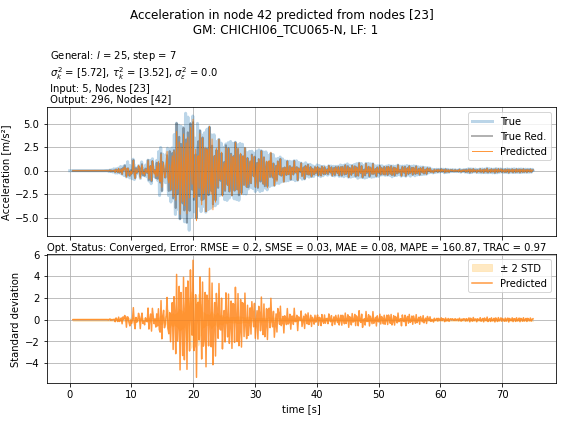 Acceleration in node 42 predicted from nodes [23]
GM: CHICHI06_TCU065-N, LF: 1
General: l = 25, step = 7
σ²ₖ = [5.72], τ²ₖ = [3.52], σ²ε = 0.0
Input: 5, Nodes [23]
Output: 296, Nodes [42]
Acceleration [m/s²]
5.0
2.5
0.0
−2.5
−5.0
True
True Red.
Predicted
Opt. Status: Converged, Error: RMSE = 0.2, SMSE = 0.03, MAE = 0.08, MAPE = 160.87, TRAC = 0.97
Standard deviation
6
4
2
0
−2
−4
± 2 STD
Predicted
0 10 20 30 40 50 60 70
time [s]